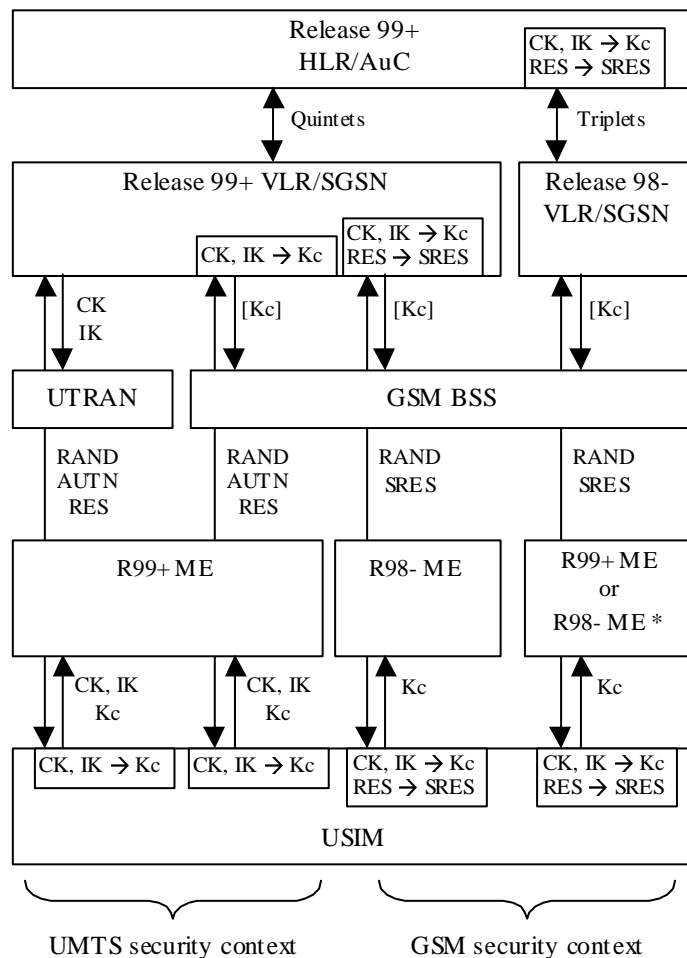 Release 99+
HLR/AuC
CK, IK → Kc
RES → SRES
Quintets
Triplets
Release 99+ VLR/SGSN
CK, IK → Kc
CK, IK → Kc
RES → SRES
Release 98-
VLR/SGSN
CK
IK
[Kc]
[Kc]
[Kc]
UTRAN
GSM BSS
RAND
AUTN
RES
RAND
AUTN
RES
RAND
SRES
RAND
SRES
R99+ ME
R98- ME
R99+ ME
or
R98- ME *
CK, IK
Kc
CK, IK
Kc
Kc
Kc
CK, IK → Kc
CK, IK → Kc
CK, IK → Kc
RES → SRES
CK, IK → Kc
RES → SRES
USIM
UMTS security context
GSM security context